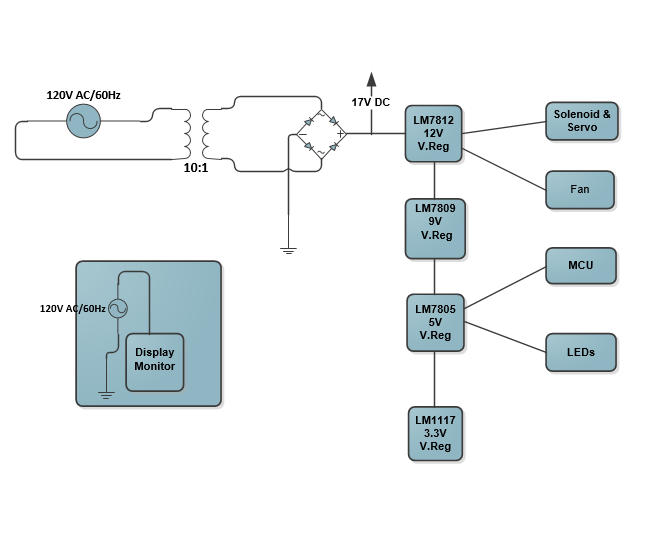 120V AC/60Hz
10:1
17V DC
LM7812
12V
V.Reg
Solenoid &
Servo
Fan
LM7809
9V
V.Reg
LM7805
5V
V.Reg
MCU
LEDs
LM1117
3.3V
V.Reg
120V AC/60Hz
Display
Monitor